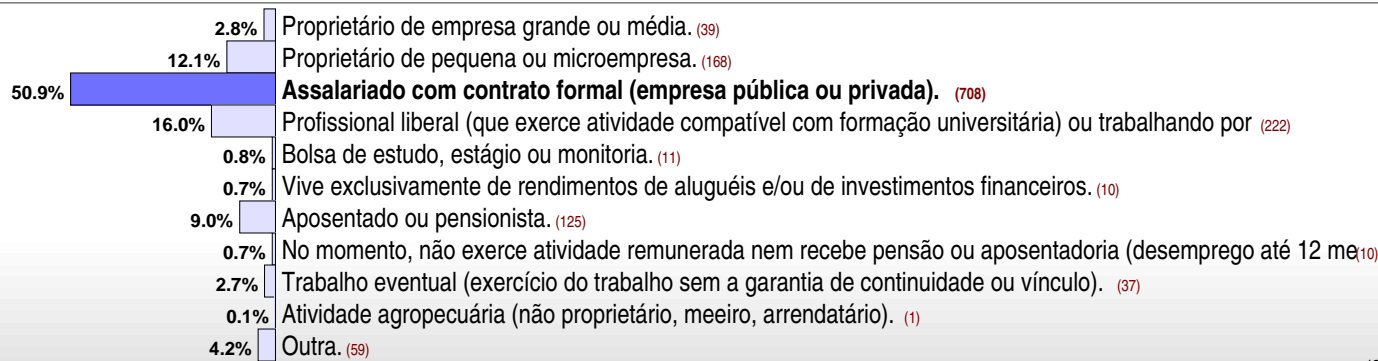 2.8% Proprietário de empresa grande ou média. (39)
12.1% Proprietário de pequena ou microempresa. (168)
50.9% Assalariado com contrato formal (empresa pública ou privada). (708)
16.0% Profissional liberal (que exerce atividade compatível com formação universitária) ou trabalhando por (222)
0.8% Bolsa de estudo, estágio ou monitoria. (11)
0.7% Vive exclusivamente de rendimentos de aluguéis e/ou de investimentos financeiros. (10)
9.0% Aposentado ou pensionista. (125)
0.7% No momento, não exerce atividade remunerada nem recebe pensão ou aposentadoria (desemprego até 12 me(10)
2.7% Trabalho eventual (exercício do trabalho sem a garantia de continuidade ou vínculo). (37)
0.1% Atividade agropecuária (não proprietário, meeiro, arrendatário). (1)
4.2% Outra. (59)